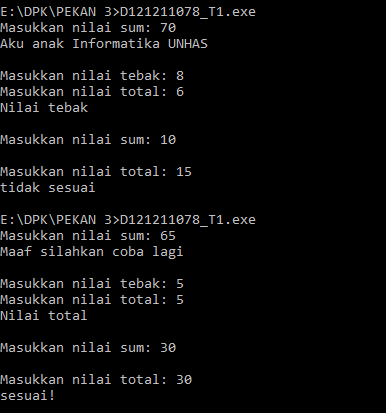 E:\DPK\PEKAN 3>D121211078_T1.exe
Masukkan nilai sum: 70
Aku anak Informatika UNHAS
Masukkan nilai tebak: 8
Masukkan nilai total: 6
Nilai tebak
Masukkan nilai sum: 10
Masukkan nilai total: 15
tidak sesuai
E:\DPK\PEKAN 3>D121211078_T1.exe
Masukkan nilai sum: 65
Maaf silahkan coba lagi
Masukkan nilai tebak: 5
Masukkan nilai total: 5
Nilai total
Masukkan nilai sum: 30
Masukkan nilai total: 30
sesuai!